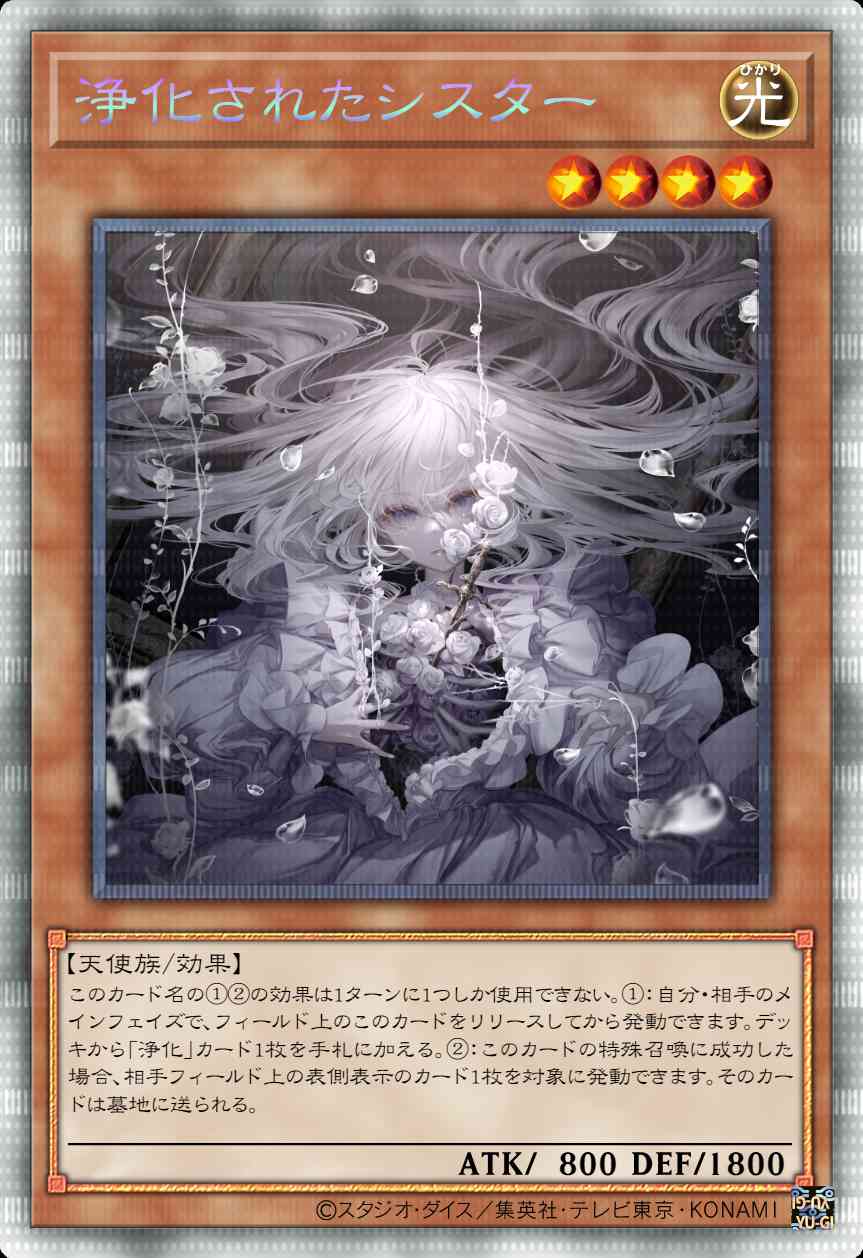 浄化されたシスター
ひかり
光
【天使族/効果】
このカード名の①②の効果は1ターンに1つしか使用できない。①:自分・相手のメ
インフェイズで、フィールド上のこのカードをリリースしてから発動できます。デッ
キから「浄化」カード1枚を手札に加える。②:このカードの特殊召喚に成功した
場合、相手フィールド上の表側表示のカード1枚を対象に発動できます。そのカー
ドは墓地に送られる。
ATK/ 800 DEF/1800
©スタジオ・ダイス/集英社・テレビ東京・KONAMI
YU-GI
YU-GI